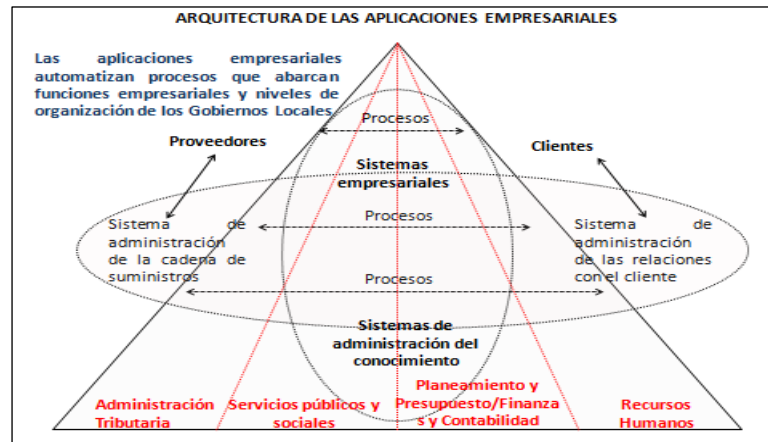 ARQUITECTURA DE LAS APLICACIONES EMPRESARIALES
Las aplicaciones empresariales
automatizan procesos que abarcan
funciones empresariales y niveles de
organización de los Gobiernos Locales.
Procesos
Proveedores
Clientes
Sistemas
empresariales
Sistema de
administración
de la cadena de
suministros
Procesos
Sistema de
administración
de las relaciones
con el cliente
Procesos
Sistemas de
administración del
conocimiento
Administración
Tributaria
Servicios públicos y
sociales
Planeamiento y
Presupuesto/Finanza
s y Contabilidad
Recursos
Humanos